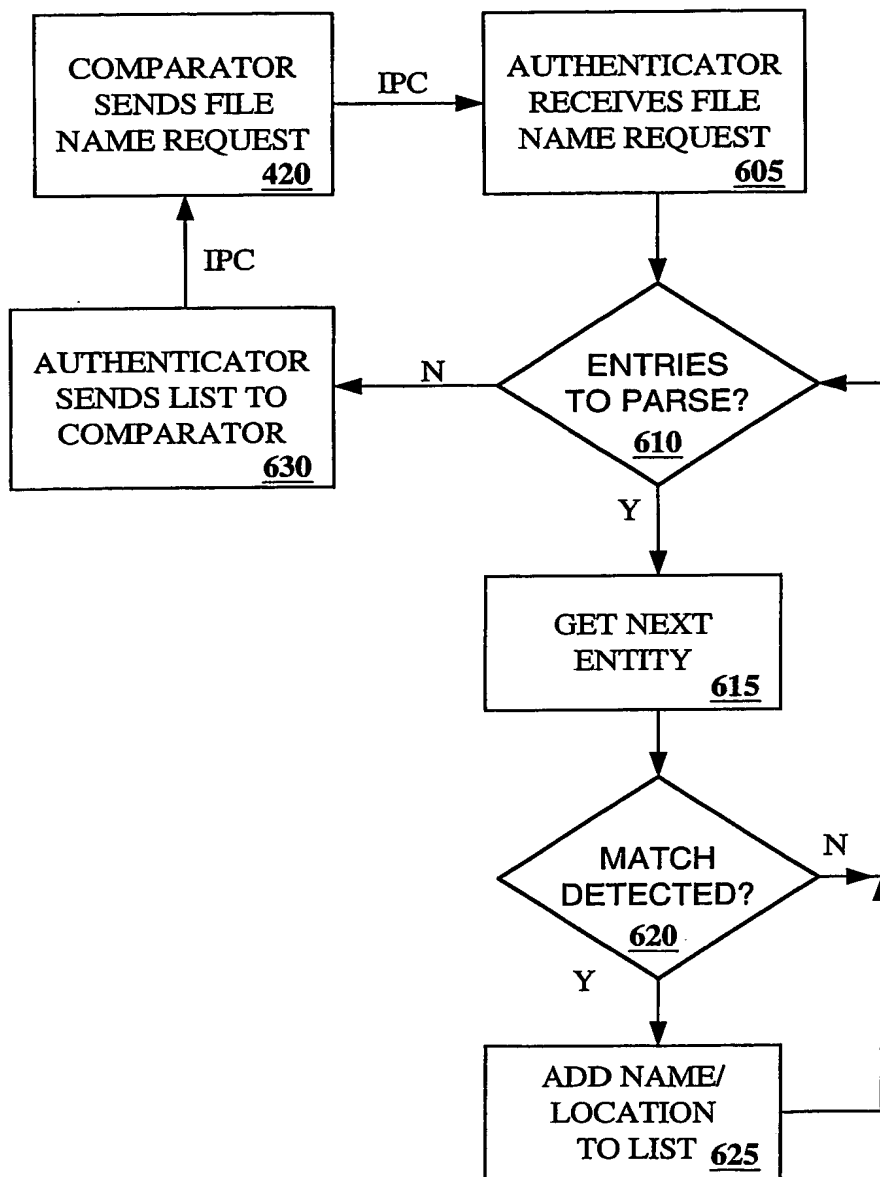 COMPARATOR
SENDS FILE
NAME REQUEST
420
IPC
AUTHENTICATOR
RECEIVES FILE
NAME REQUEST
605
IPC
AUTHENTICATOR
SENDS LIST TO
COMPARATOR
630
N
ENTRIES
TO PARSE?
610
Y
GET NEXT
ENTITY
615
MATCH
DETECTED?
620
N
Y
ADD NAME/
LOCATION
TO LIST
625